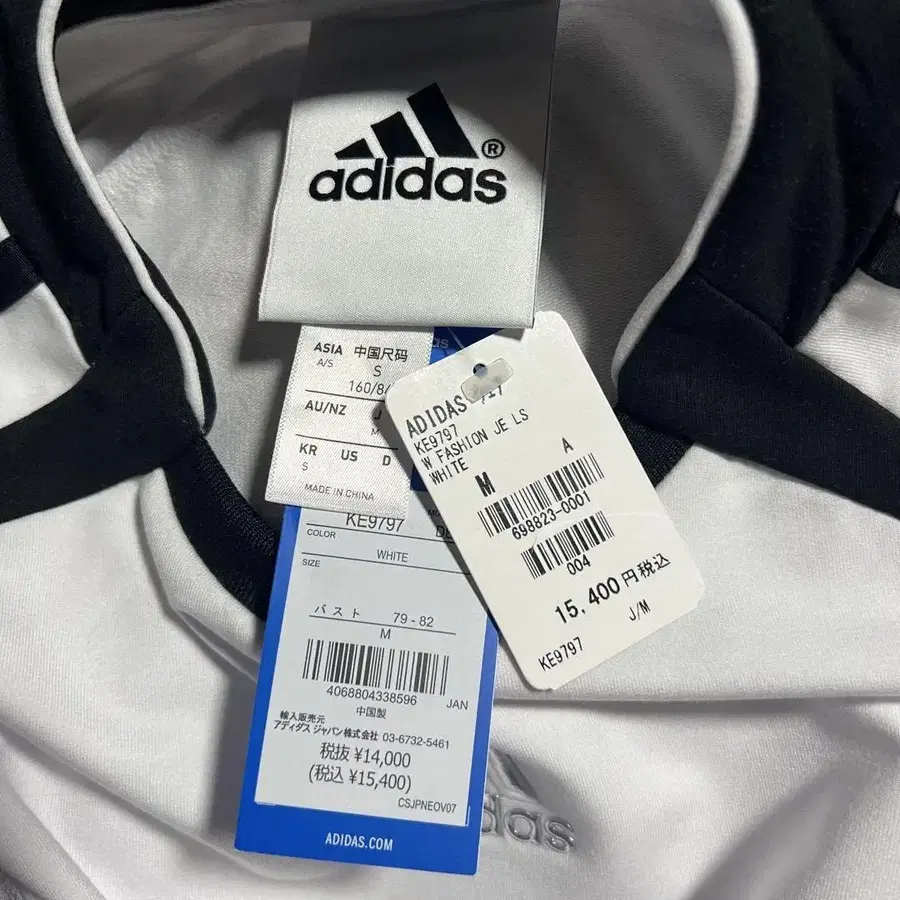 adidas®
ASIA 中国尺码
A/S S
160/84
AU/NZ J
M
KR US D
S
MADE IN CHINA
ADIDAS
KE9797
W FASHION JE LS
WHITE
M A
698823-0001
004
15,400円税込
J/M
KE9797
KE9797
COLOR
WHITE
SIZE
バスト 79-82
M
4068804338596 JAN
中国製
輸入販売元
アディダス ジャパン株式会社 03-6732-5461
税抜 ¥14,000
(税込 ¥15,400)
CSJPNEOV07
ADIDAS.COM
das